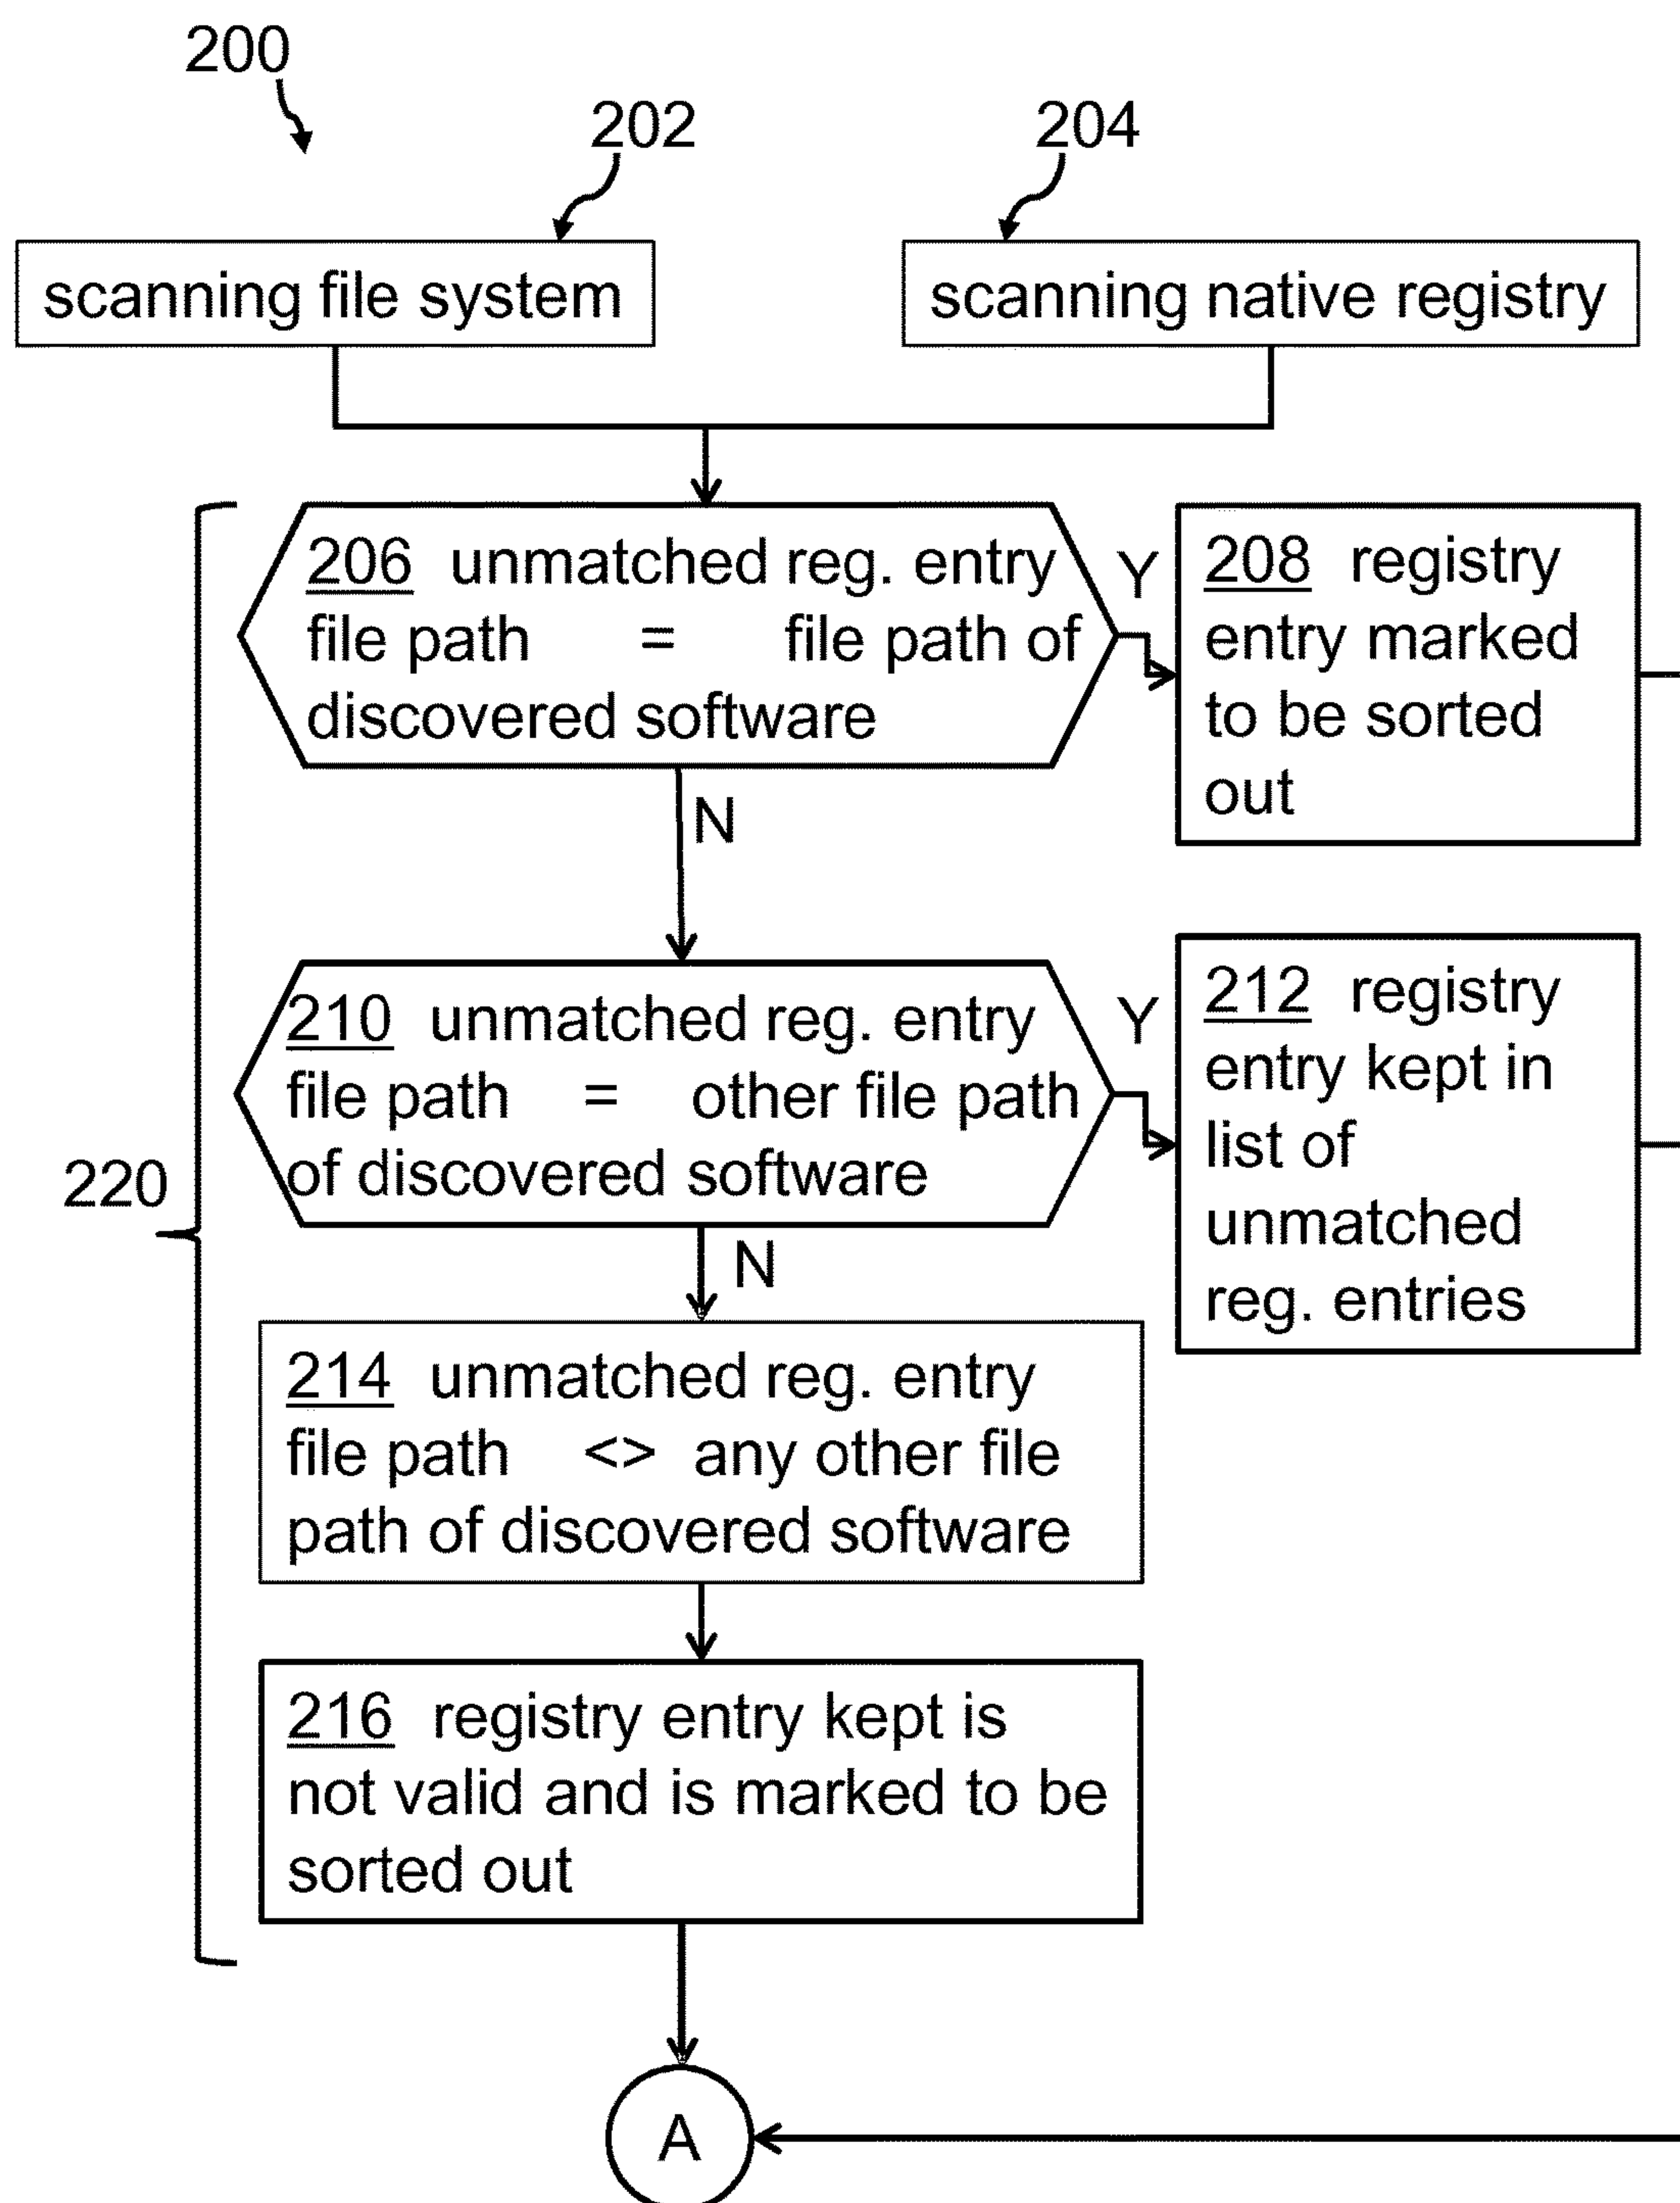 200
202
204
scanning file system
scanning native registry
206 unmatched reg. entry
file path = file path of
discovered software
Y
208 registry
entry marked
to be sorted
out
N
210 unmatched reg. entry
file path = other file path
of discovered software
Y
212 registry
entry kept in
list of
unmatched
reg. entries
220
N
214 unmatched reg. entry
file path <> any other file
path of discovered software
216 registry entry kept is
not valid and is marked to be
sorted out
A